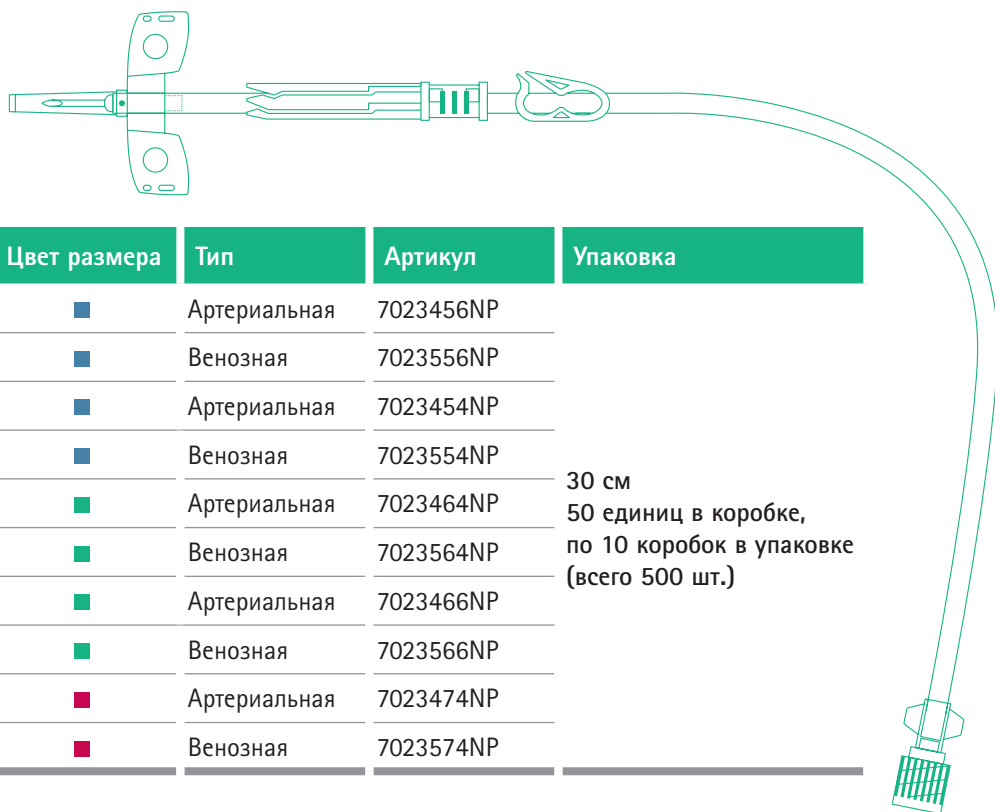 Цвет размера Тип Артикул Упаковка
Артериальная 7023456NP
Венозная 7023556NP
Артериальная 7023454NP
Венозная 7023554NP
Артериальная 7023464NP
Венозная 7023564NP
Артериальная 7023466NP
Венозная 7023566NP
Артериальная 7023474NP
Венозная 7023574NP
30 см
50 единиц в коробке,
по 10 коробок в упаковке
(всего 500 шт.)